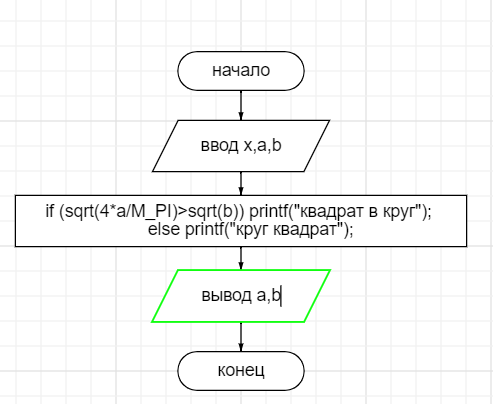 начало
ввод x,a,b
if (sqrt(4*a/M_PI)>sqrt(b)) printf("квадрат в круг");
else printf("круг квадрат");
вывод a,b
конец